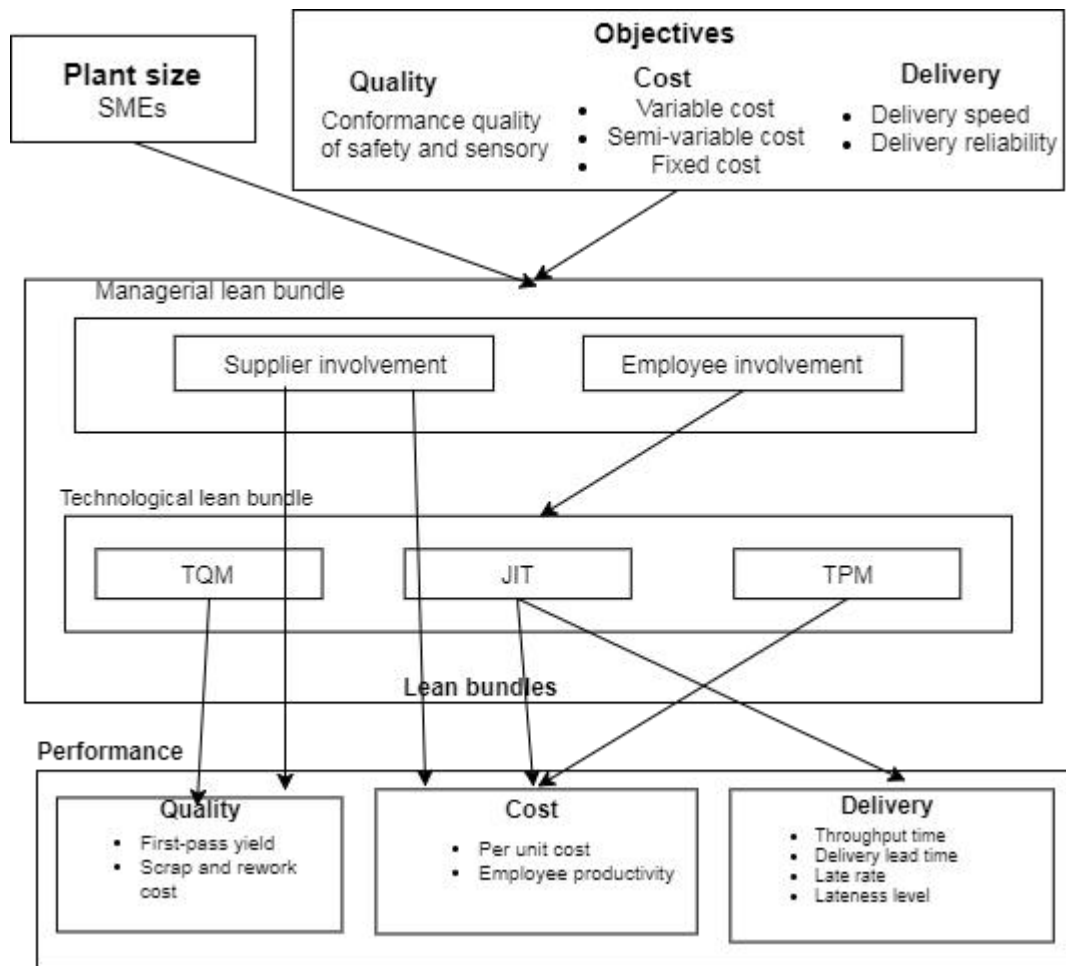 Plant size
SMEs
Objectives
Quality
Conformance quality
of safety and sensory
Cost
• Variable cost
• Semi-variable cost
• Fixed cost
Delivery
• Delivery speed
• Delivery reliability
Managerial lean bundle
Supplier involvement
Employee involvement
Technological lean bundle
TQM
JIT
TPM
Lean bundles
Performance
Quality
• First-pass yield
• Scrap and rework
cost
Cost
• Per unit cost
• Employee productivity
Delivery
• Throughput time
• Delivery lead time
• Late rate
• Lateness level